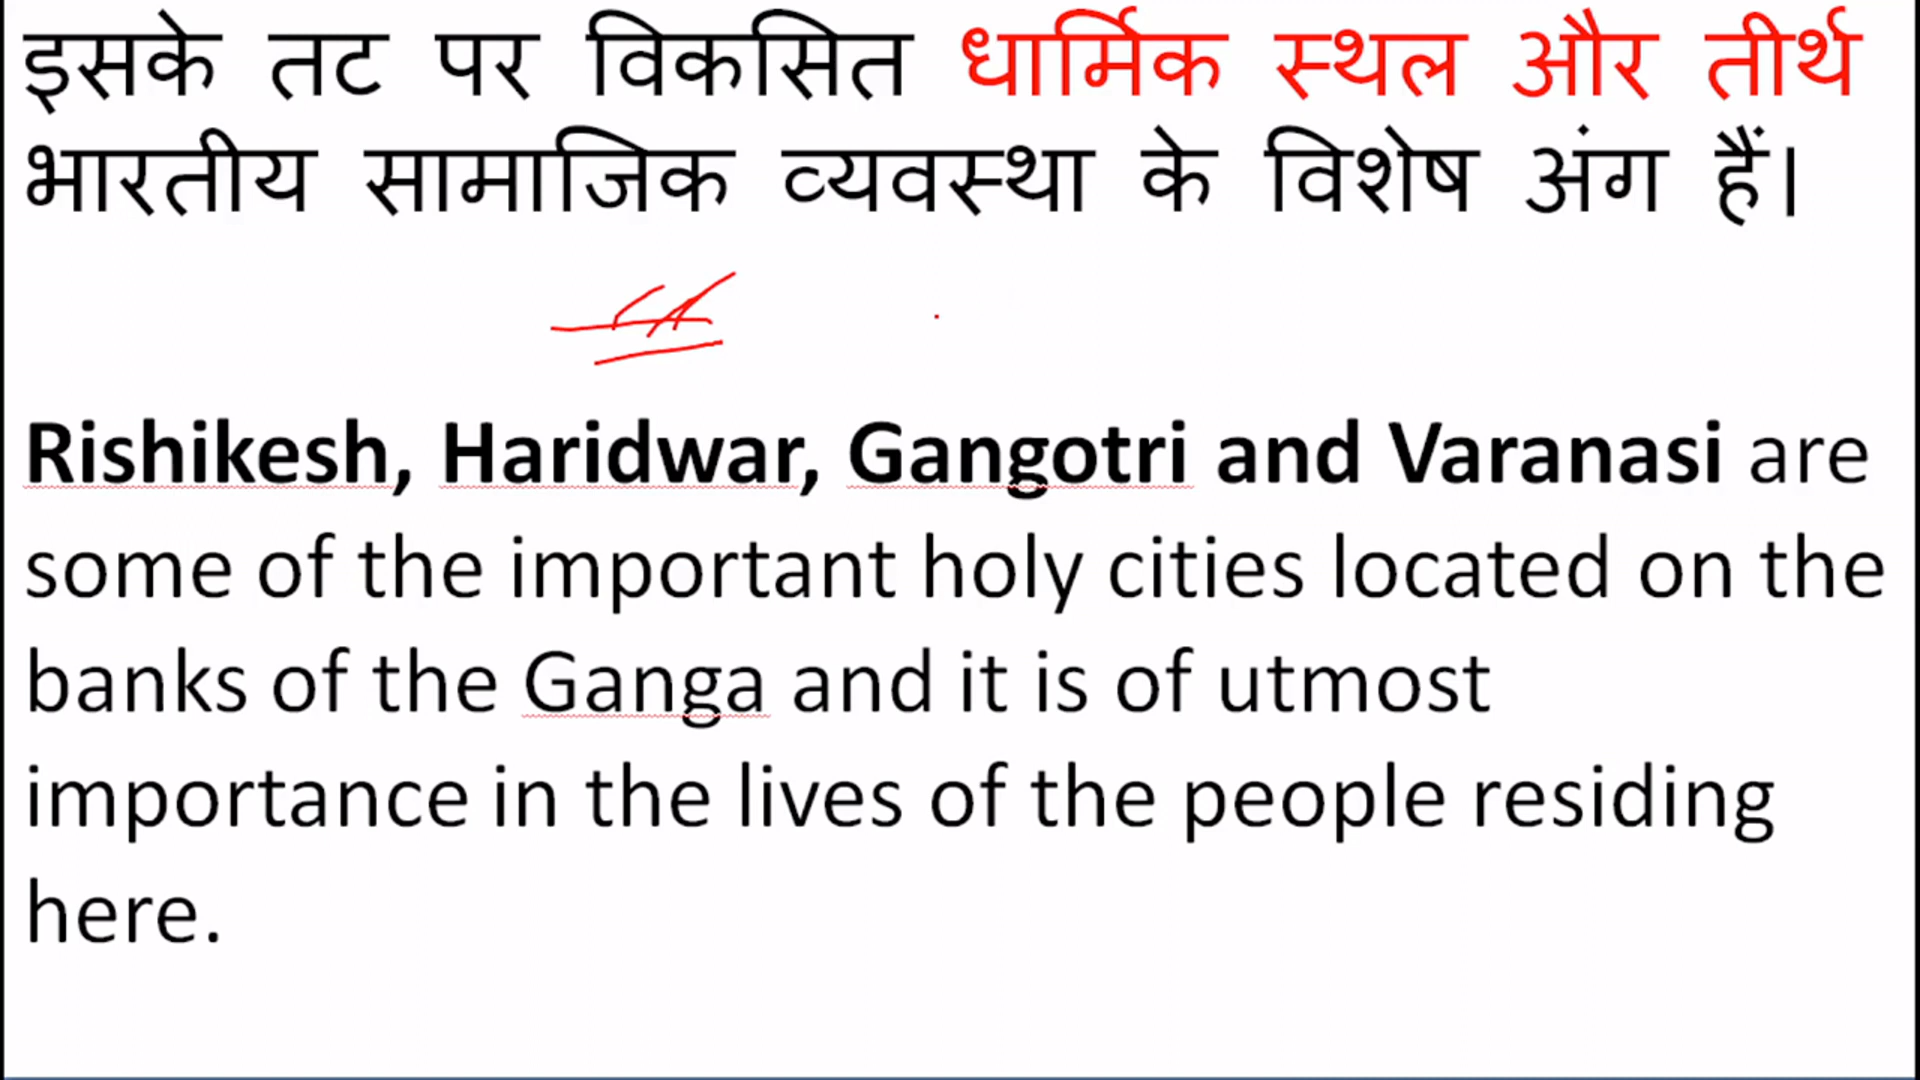 इसके तट पर विकसित धार्मिक स्थल और तीर्थ
भारतीय सामाजिक व्यवस्था के विशेष अंग हैं।
Rishikesh, Haridwar, Gangotri and Varanasi are
some of the important holy cities located on the
banks of the Ganga and it is of utmost
importance in the lives of the people residing
here.